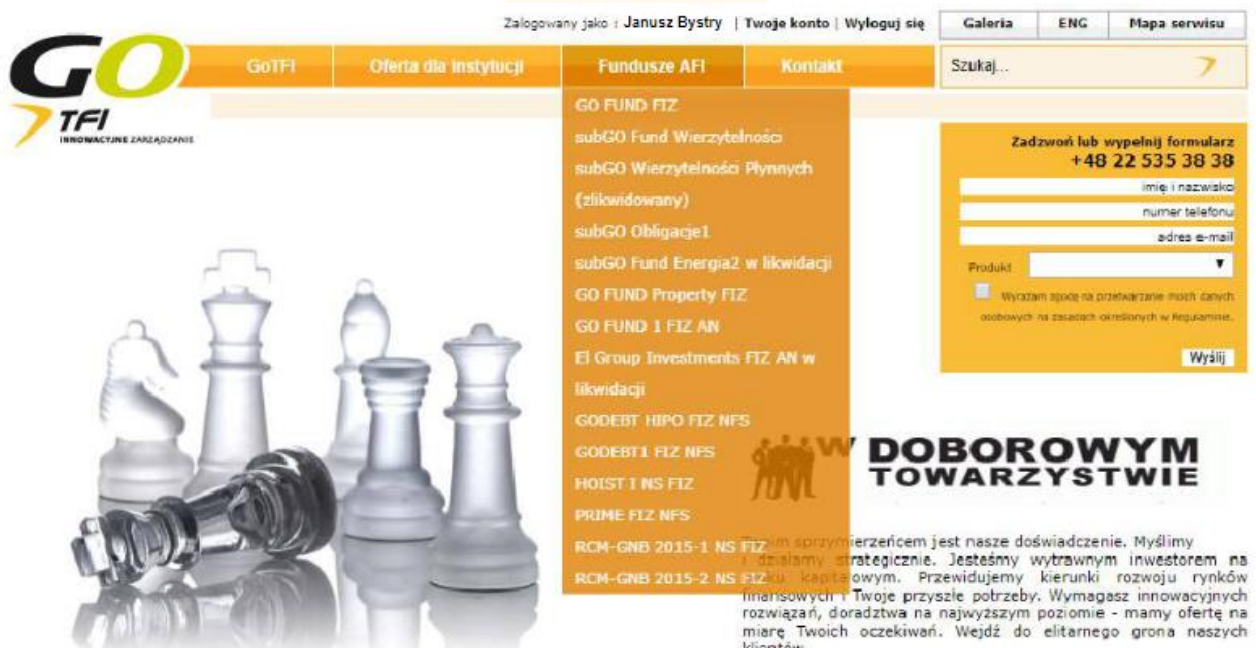 Zalogowany jako : Janusz Bystry | Twoje konto | Wyloguj się
Galeria ENG Mapa serwisu
GO
TFI
INNOWACYJNE ZARZĄDZANIE
GoTFI Oferta dla instytucji Fundusze AFI Kontakt
Szukaj...
GO FUND FIZ
subGO Fund Wierzytelności
subGO Wierzytelności Płynnych
(zlikwidowany)
subGO Obligacje1
subGO Fund Energia2 w likwidacji
GO FUND Property FIZ
GO FUND 1 FIZ AN
EI Group Investments FIZ AN w
likwidacji
GODEBT HIPO FIZ NFS
GODEBT1 FIZ NFS
HOIST I NS FIZ
PRIME FIZ NFS
RCM-GNB 2015-1 NS FIZ
RCM-GNB 2015-2 NS FIZ
Zadzwoń lub wypełnij formularz
+48 22 535 38 38
imię i nazwisko
numer telefonu
adres e-mail
Produkt
Wyrażam zgodę na przetwarzanie moich danych
osobowych na zasadach określonych w Regulaminie.
Wyślij
W DOBOROWYM
TOWARZYSTWIE
sprzymierzeńcem jest nasze doświadczenie. Myślimy
i działamy strategicznie. Jesteśmy wytrawnym inwestorem na
rynku kapitałowym. Przewidujemy kierunki rozwoju rynków
finansowych i Twoje przyszłe potrzeby. Wymagasz innowacyjnych
rozwiązań, doradztwa na najwyższym poziomie - mamy ofertę na
miarę Twoich oczekiwań. Wejdź do elitarnego grona naszych
klientów